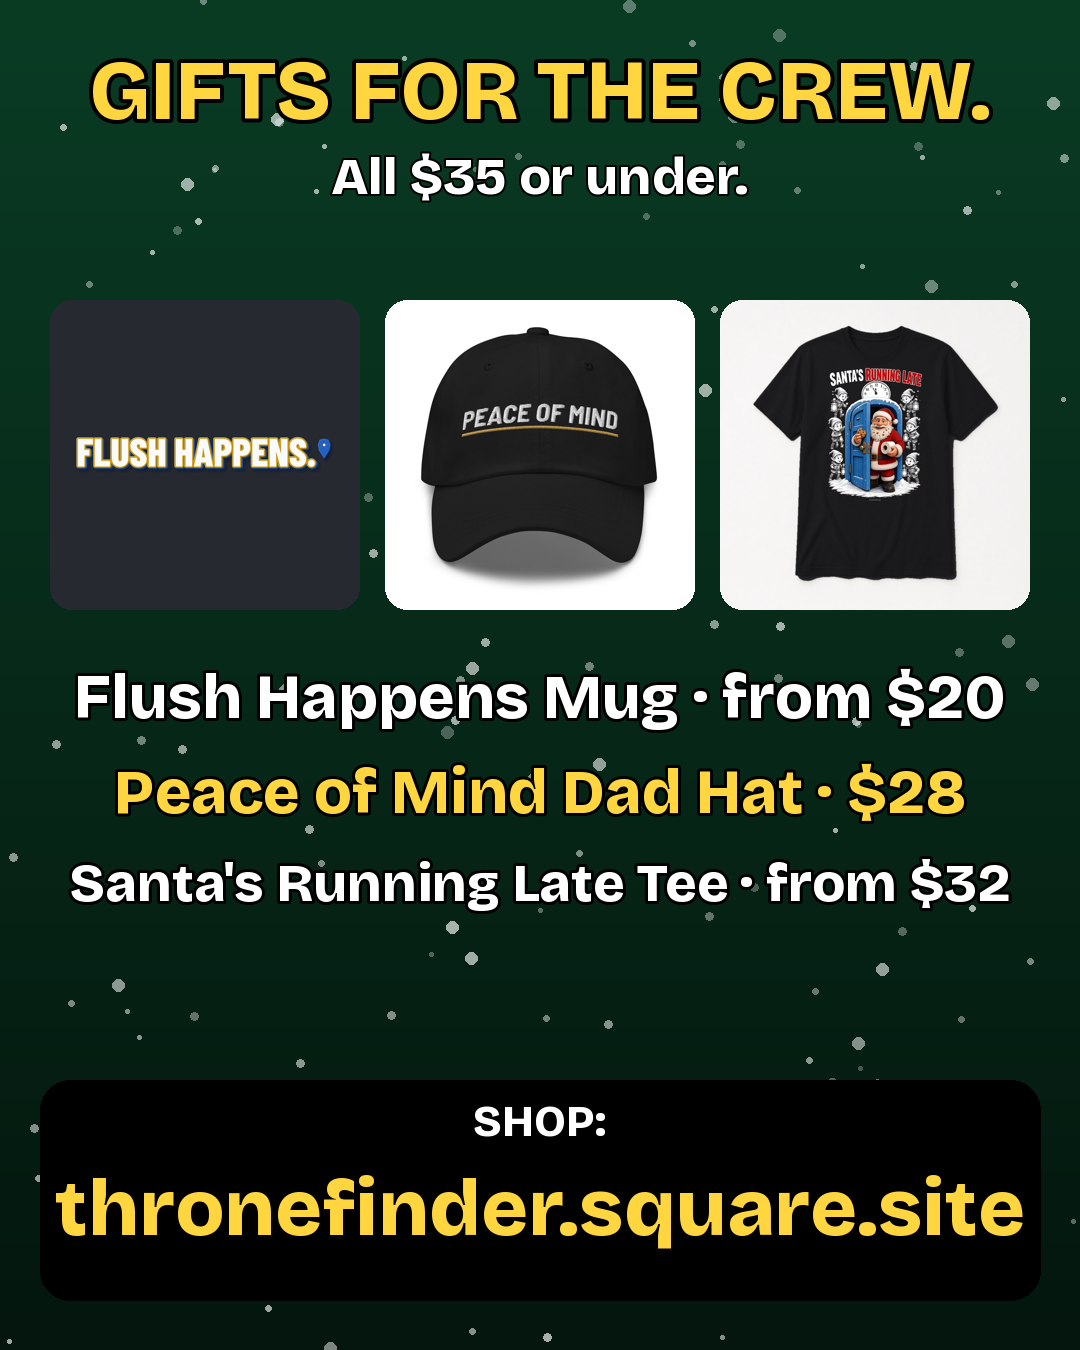 GIFTS FOR THE CREW.
All $35 or under.
FLUSH HAPPENS.
PEACE OF MIND
SANTA'S RUNNING LATE
Flush Happens Mug · from $20
Peace of Mind Dad Hat · $28
Santa's Running Late Tee · from $32
SHOP:
thronefinder.square.site